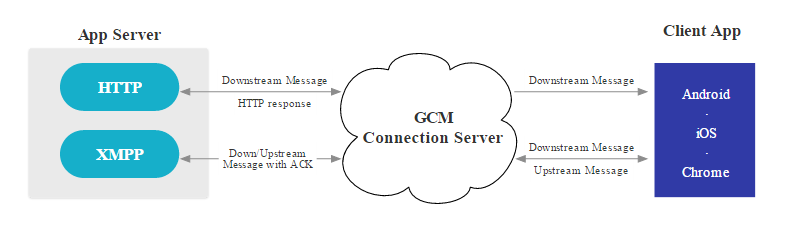 App Server
HTTP
XMPP
Downstream Message
HTTP response
Down/Upstream
Message with ACK
GCM
Connection Server
Downstream Message
Downstream Message
Upstream Message
Client App
Android
.
iOS
.
Chrome